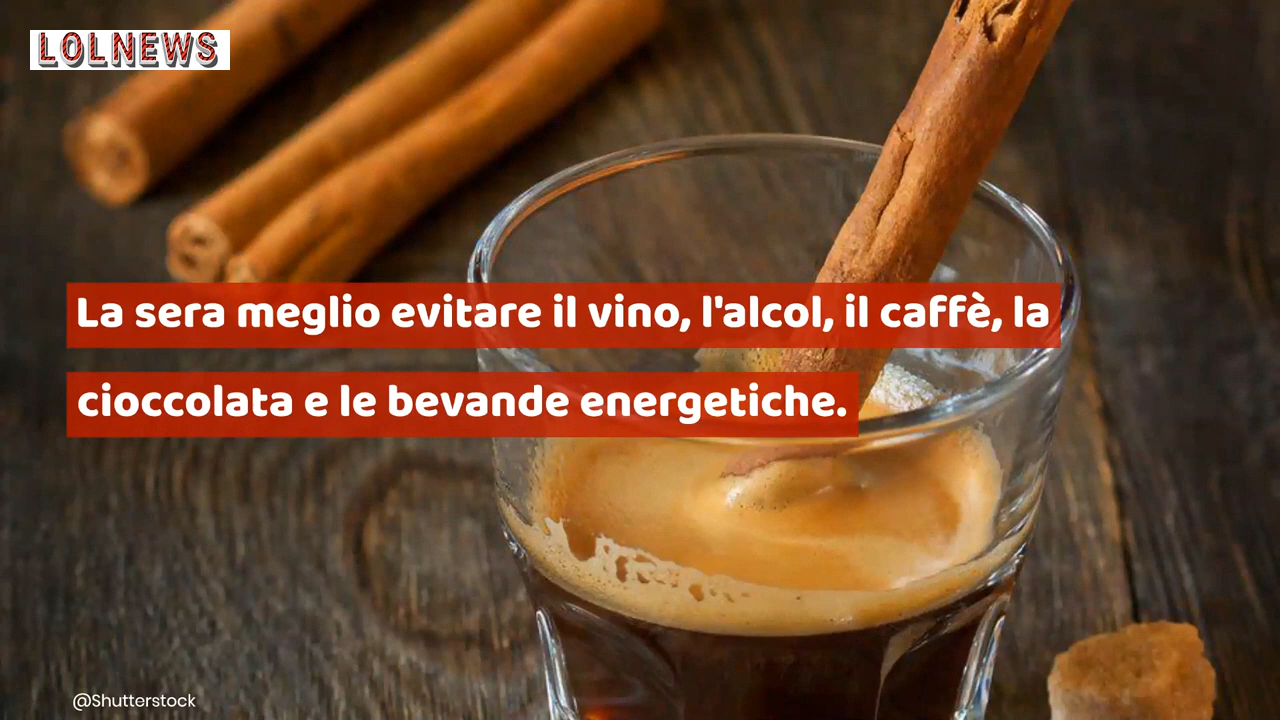 LOLNEWS
La sera meglio evitare il vino, l'alcol, il caffè, la
cioccolata e le bevande energetiche.
@Shutterstock